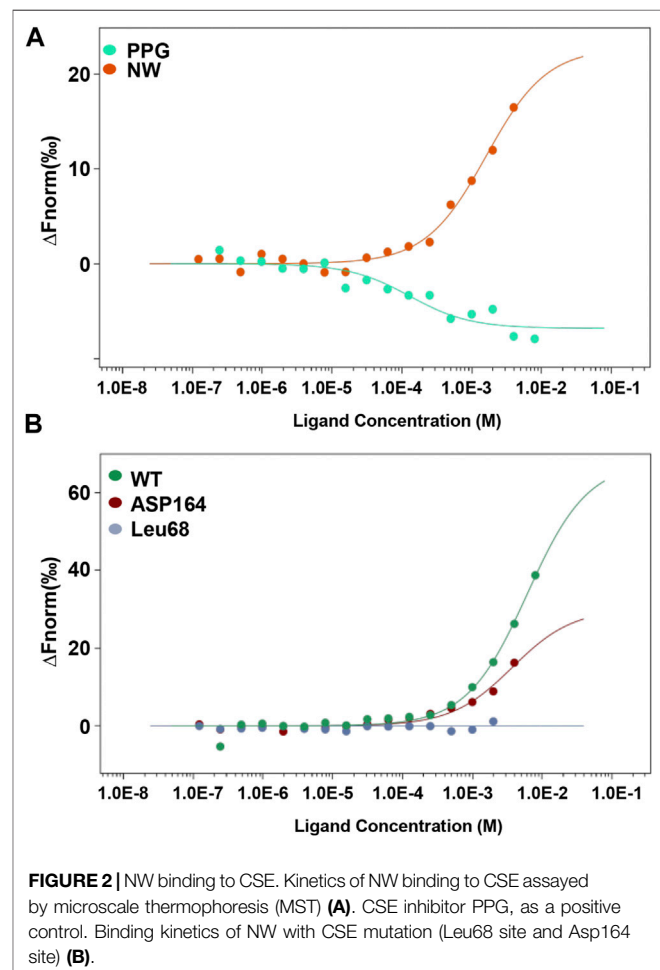 A
PPG
NW
20
10
0
ΔFnorm(‰)
1.0E-8 1.0E-7 1.0E-6 1.0E-5 1.0E-4 1.0E-3 1.0E-2 1.0E-1
Ligand Concentration (M)
B
WT
ASP164
Leu68
60
40
20
0
ΔFnorm(‰)
1.0E-8 1.0E-7 1.0E-6 1.0E-5 1.0E-4 1.0E-3 1.0E-2 1.0E-1
Ligand Concentration (M)
FIGURE 2 | NW binding to CSE. Kinetics of NW binding to CSE assayed
by microscale thermophoresis (MST) (A). CSE inhibitor PPG, as a positive
control. Binding kinetics of NW with CSE mutation (Leu68 site and Asp164
site) (B).